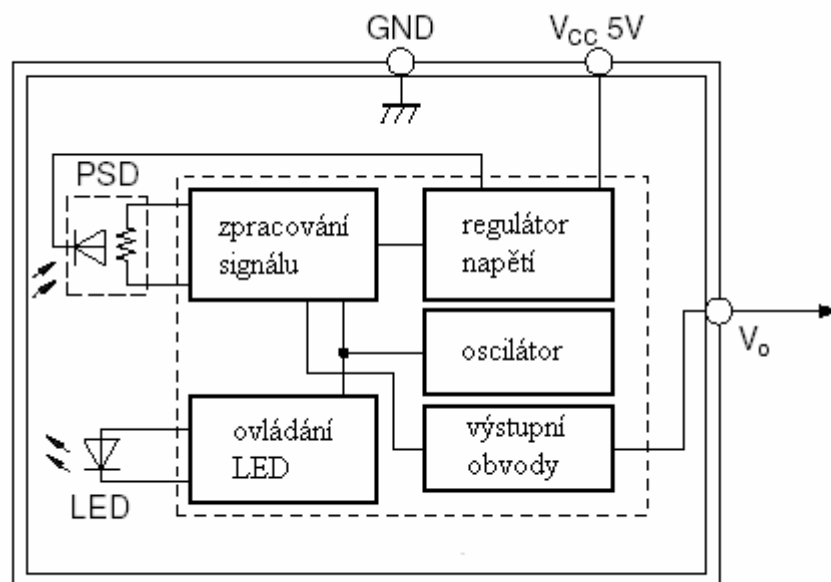 GND
VCC 5V
PSD
zpracování
signálu
regulátor
napětí
oscilátor
Vo
ovládání
LED
výstupní
obvody
LED